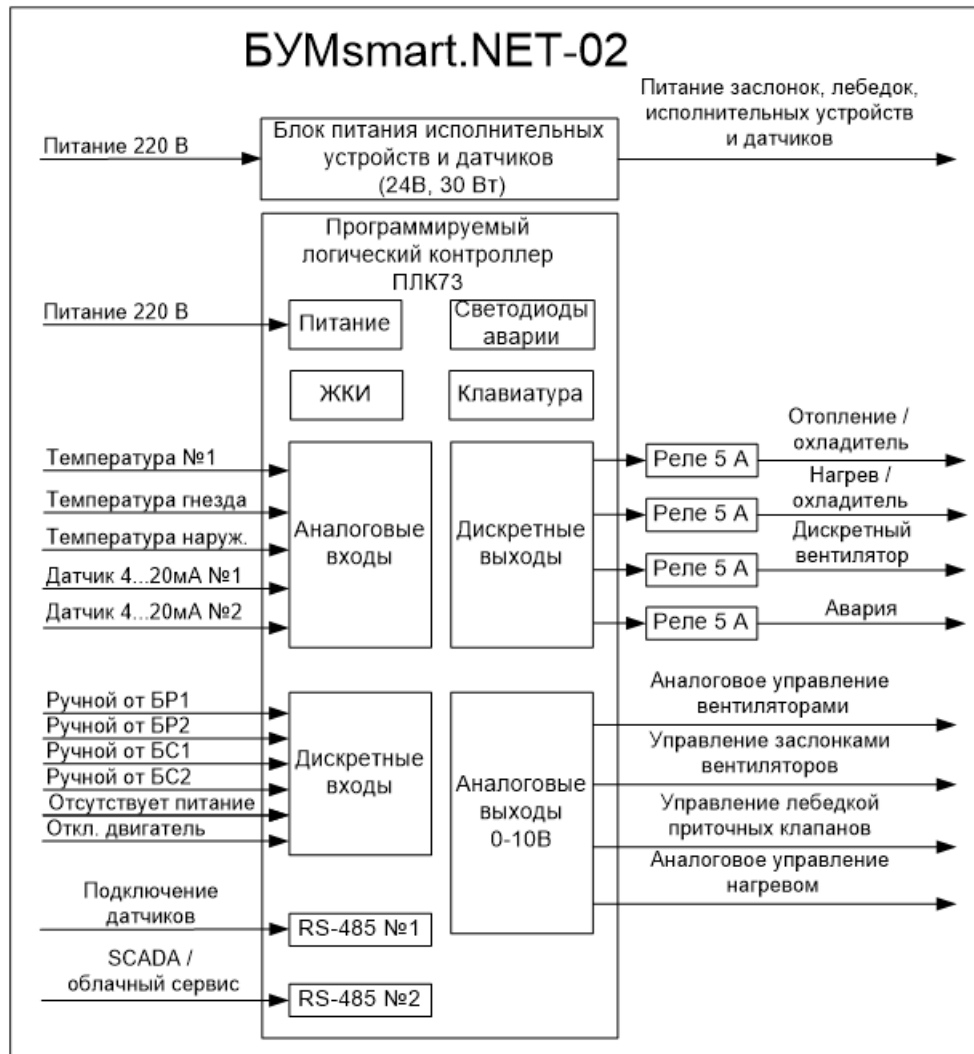 БУМsmart.NET-02
Питание 220 В
Блок питания исполнительных
устройств и датчиков
(24В, 30 Вт)
Питание заслонок, лебедок,
исполнительных устройств
и датчиков
Программируемый
логический контроллер
ПЛК73
Питание 220 В
Питание
Светодиоды
аварии
ЖКИ
Клавиатура
Температура №1
Температура гнезда
Температура наруж.
Датчик 4...20мА №1
Датчик 4...20мА №2
Аналоговые
входы
Дискретные
выходы
Реле 5 А
Реле 5 А
Реле 5 А
Реле 5 А
Отопление /
охладитель
Нагрев /
охладитель
Дискретный
вентилятор
Авария
Ручной от БР1
Ручной от БР2
Ручной от БС1
Ручной от БС2
Отсутствует питание
Откл. двигатель
Дискретные
входы
Аналоговые
выходы
0-10В
Аналоговое управление
вентиляторами
Управление заслонками
вентиляторов
Управление лебедкой
приточных клапанов
Аналоговое управление
нагревом
Подключение
датчиков
RS-485 №1
SCADA /
облачный сервис
RS-485 №2